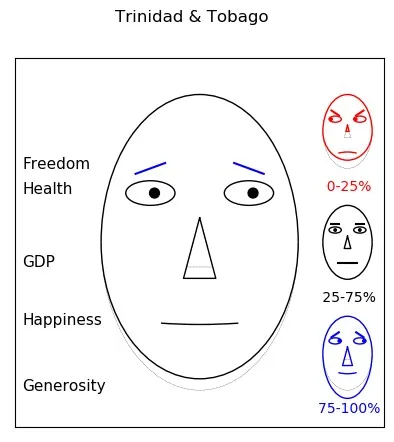 Trinidad & Tobago
Freedom
Health
GDP
Happiness
Generosity
0-25%
25-75%
75-100%